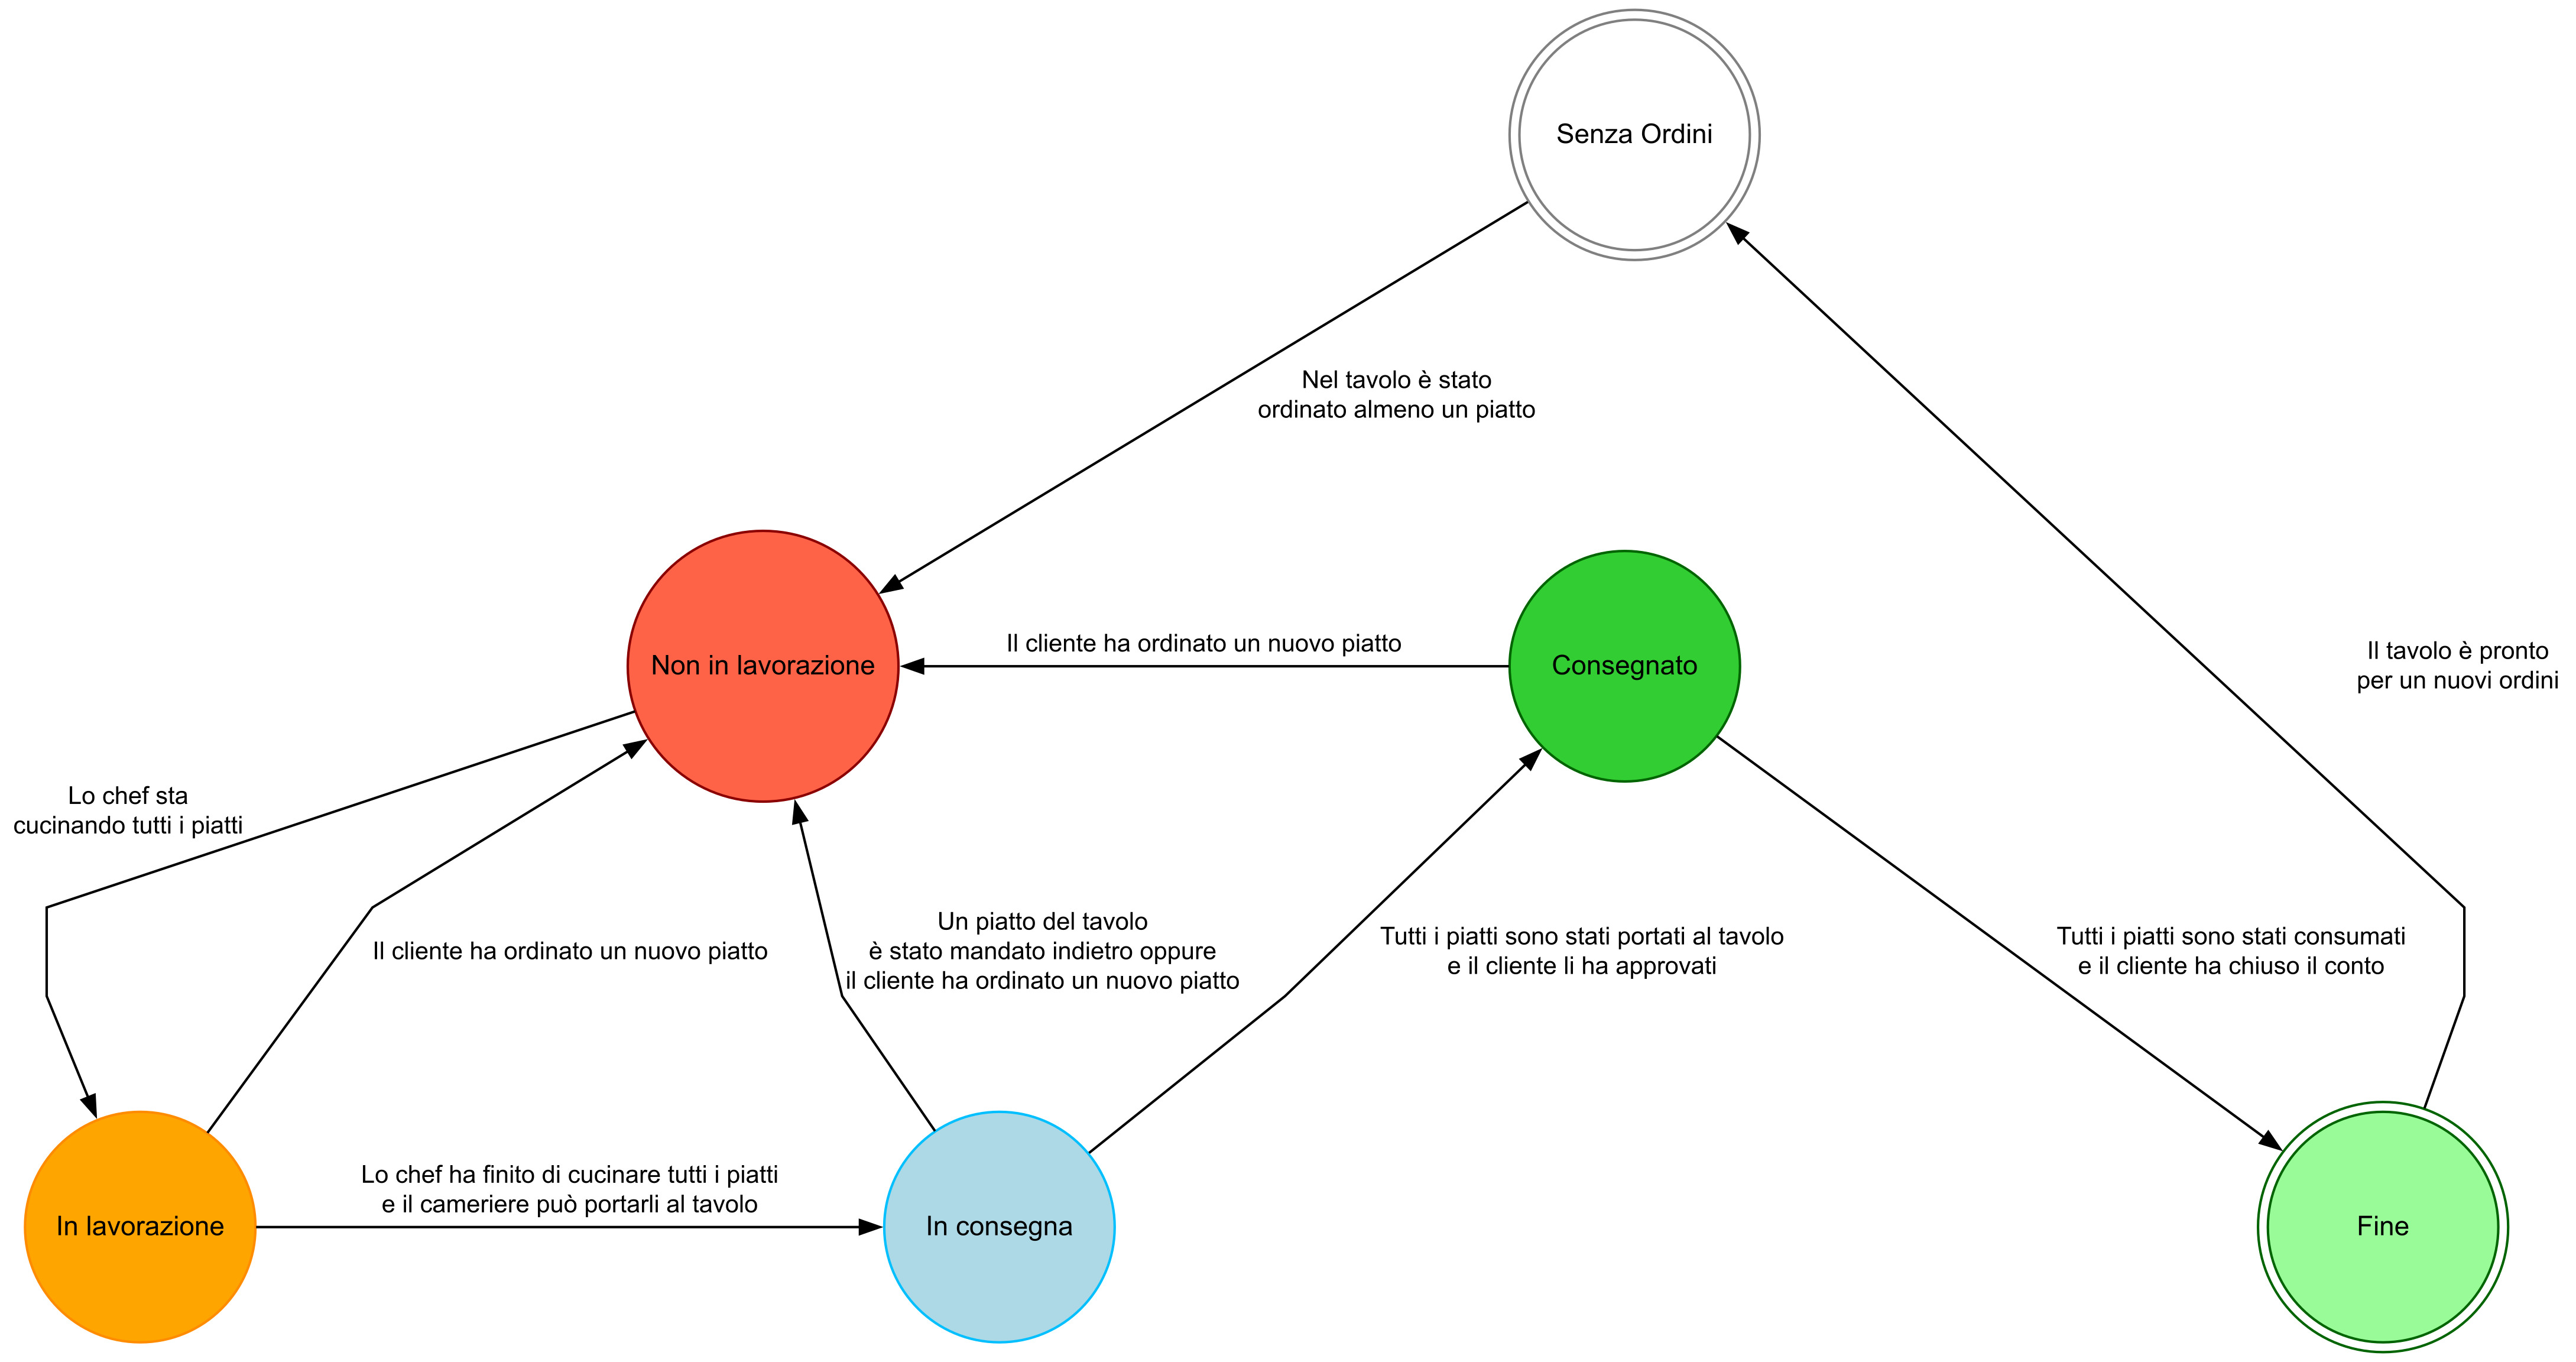 Senza Ordini
Nel tavolo è stato
ordinato almeno un piatto
Non in lavorazione
Il cliente ha ordinato un nuovo piatto
Consegnato
Il tavolo è pronto
per un nuovi ordini
Lo chef sta
cucinando tutti i piatti
Il cliente ha ordinato un nuovo piatto
Un piatto del tavolo
è stato mandato indietro oppure
il cliente ha ordinato un nuovo piatto
Tutti i piatti sono stati portati al tavolo
e il cliente li ha approvati
Tutti i piatti sono stati consumati
e il cliente ha chiuso il conto
In lavorazione
Lo chef ha finito di cucinare tutti i piatti
e il cameriere può portarli al tavolo
In consegna
Fine